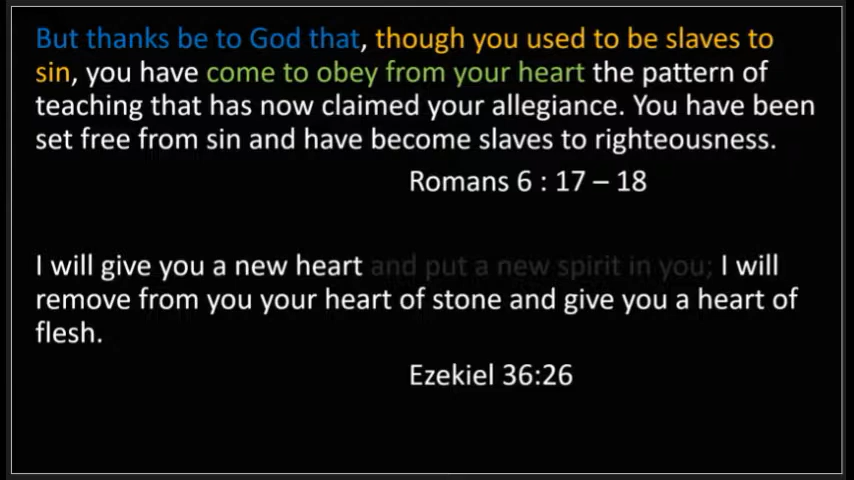 But thanks be to God that, though you used to be slaves to
sin, you have come to obey from your heart the pattern of
teaching that has now claimed your allegiance. You have been
set free from sin and have become slaves to righteousness.
Romans 6 : 17 – 18
I will give you a new heart and put a new spirit in you; I will
remove from you your heart of stone and give you a heart of
flesh.
Ezekiel 36:26